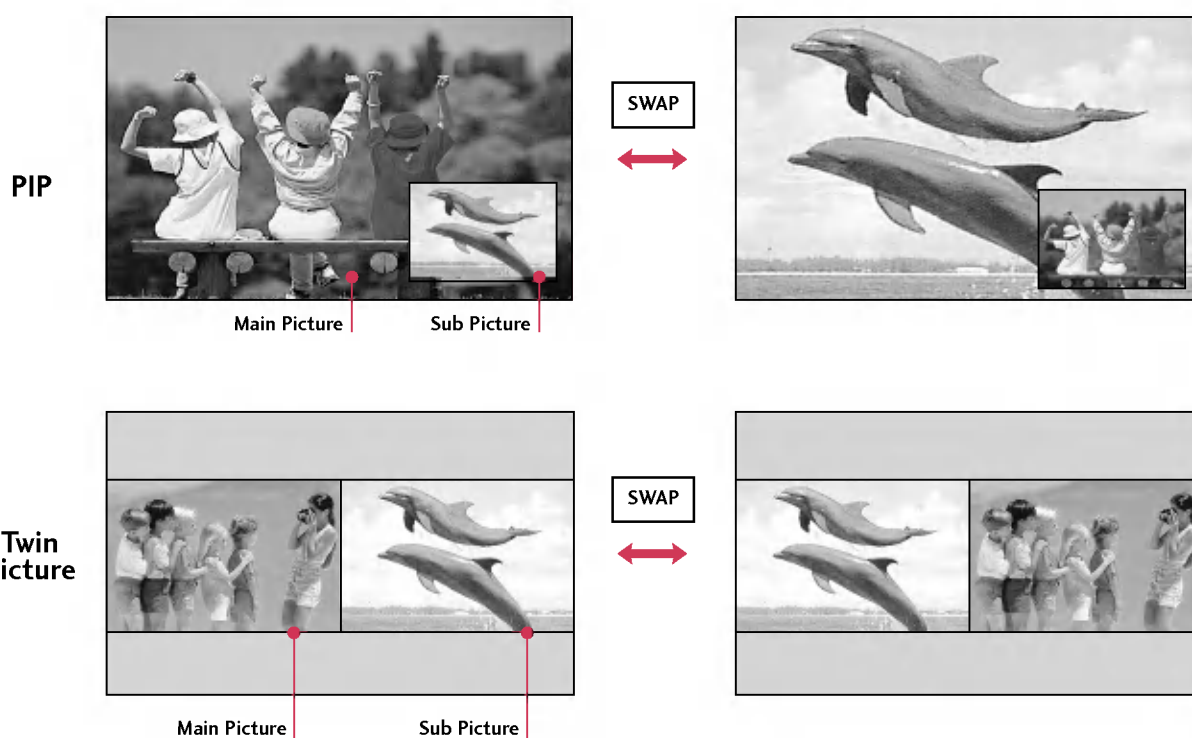 PIP
SWAP
Main Picture
Sub Picture
Twin
icture
SWAP
Main Picture
Sub Picture